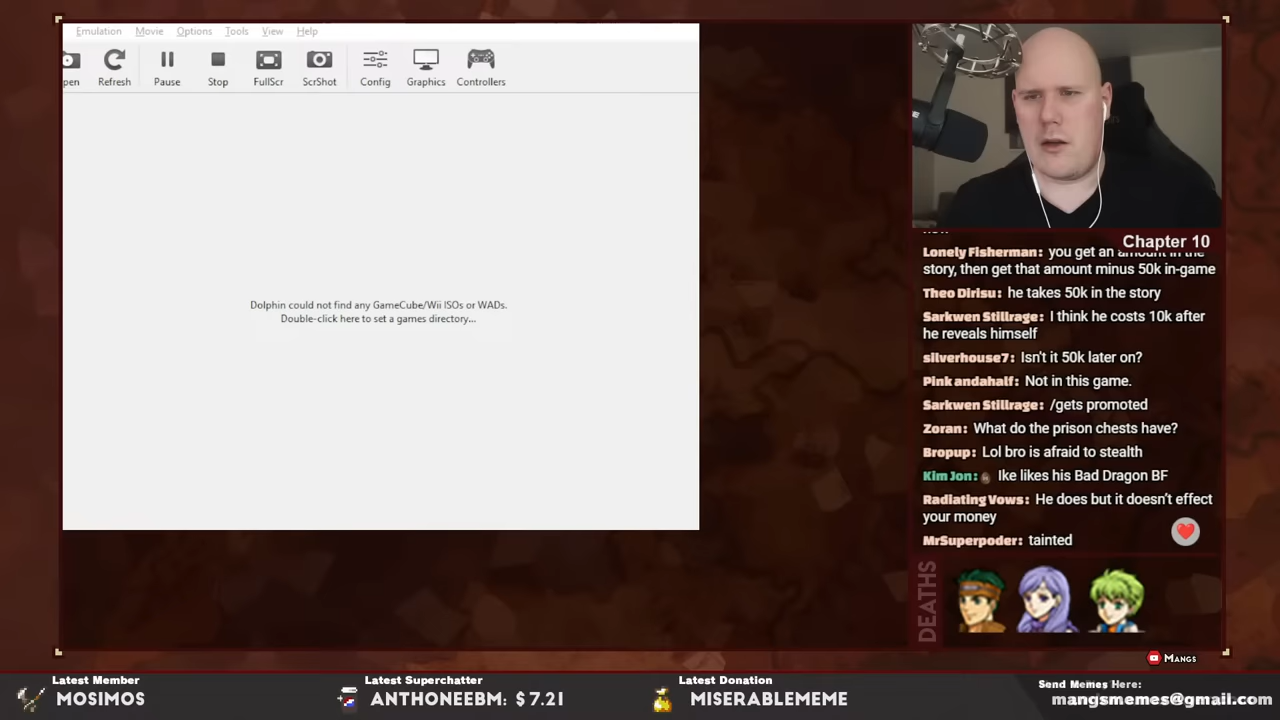 Emulation Movie Options Tools View Help
pen Refresh Pause Stop FullScr ScrShot Config Graphics Controllers
Dolphin could not find any GameCube/Wii ISOs or WADs.
Double-click here to set a games directory...
Chapter 10
Lonely Fisherman: you get an amount in the
story, then get that amount minus 50k in-game
Theo Dirisu: he takes 50k in the story
Sarkwen Stillrage: I think he costs 10k after
he reveals himself
silverhouse7: Isn't it 50k later on?
Pink andahalf: Not in this game.
Sarkwen Stillrage: /gets promoted
Zoran: What do the prison chests have?
Bropup: Lol bro is afraid to stealth
Kim Jon: Ike likes his Bad Dragon BF
Radiating Vows: He does but it doesn't effect
your money
MrSuperpoder: tainted
DEATHS
MANGS
Latest Member
MOSIMOS
Latest Superchatter
ANTHONEEBM: $7.21
Latest Donation
MISERABLEMEME
Send Memes Here:
mangsmemes@gmail.com